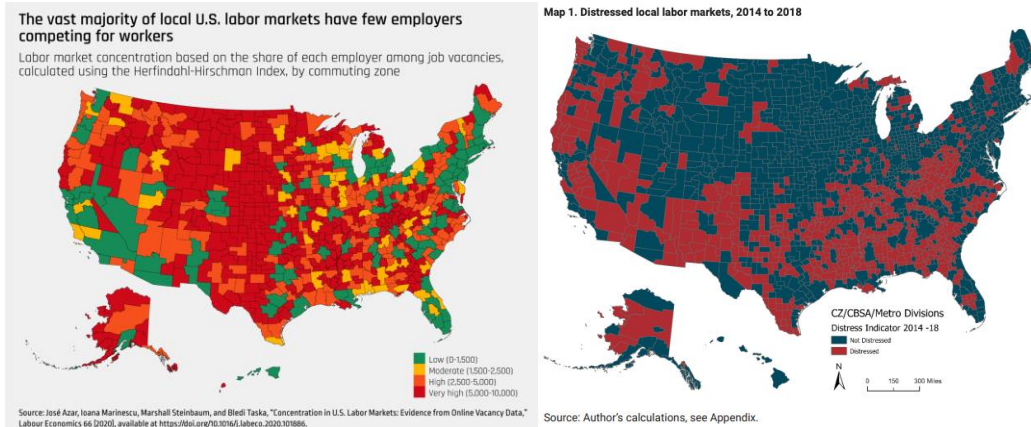 The vast majority of local U.S. labor markets have few employers
competing for workers
Labor market concentration based on the share of each employer among job vacancies,
calculated using the Herfindahl-Hirschman Index, by commuting zone
Low (0-1,500)
Moderate (1,500-2,500)
High (2,500-5,000)
Very high (5,000-10,000)
Source: José Azar, Ioana Marinescu, Marshall Steinbaum, and Bledi Taska, "Concentration in U.S. Labor Markets: Evidence from Online Vacancy Data,"
Labour Economics 66 (2020), available at https://doi.org/10.1016/j.labeco.2020.101886.
Map 1. Distressed local labor markets, 2014 to 2018
CZ/CBSA/Metro Divisions
Distress Indicator 2014 -18
Not Distressed
Distressed
N
0 150 300 Miles
Source: Author's calculations, see Appendix.